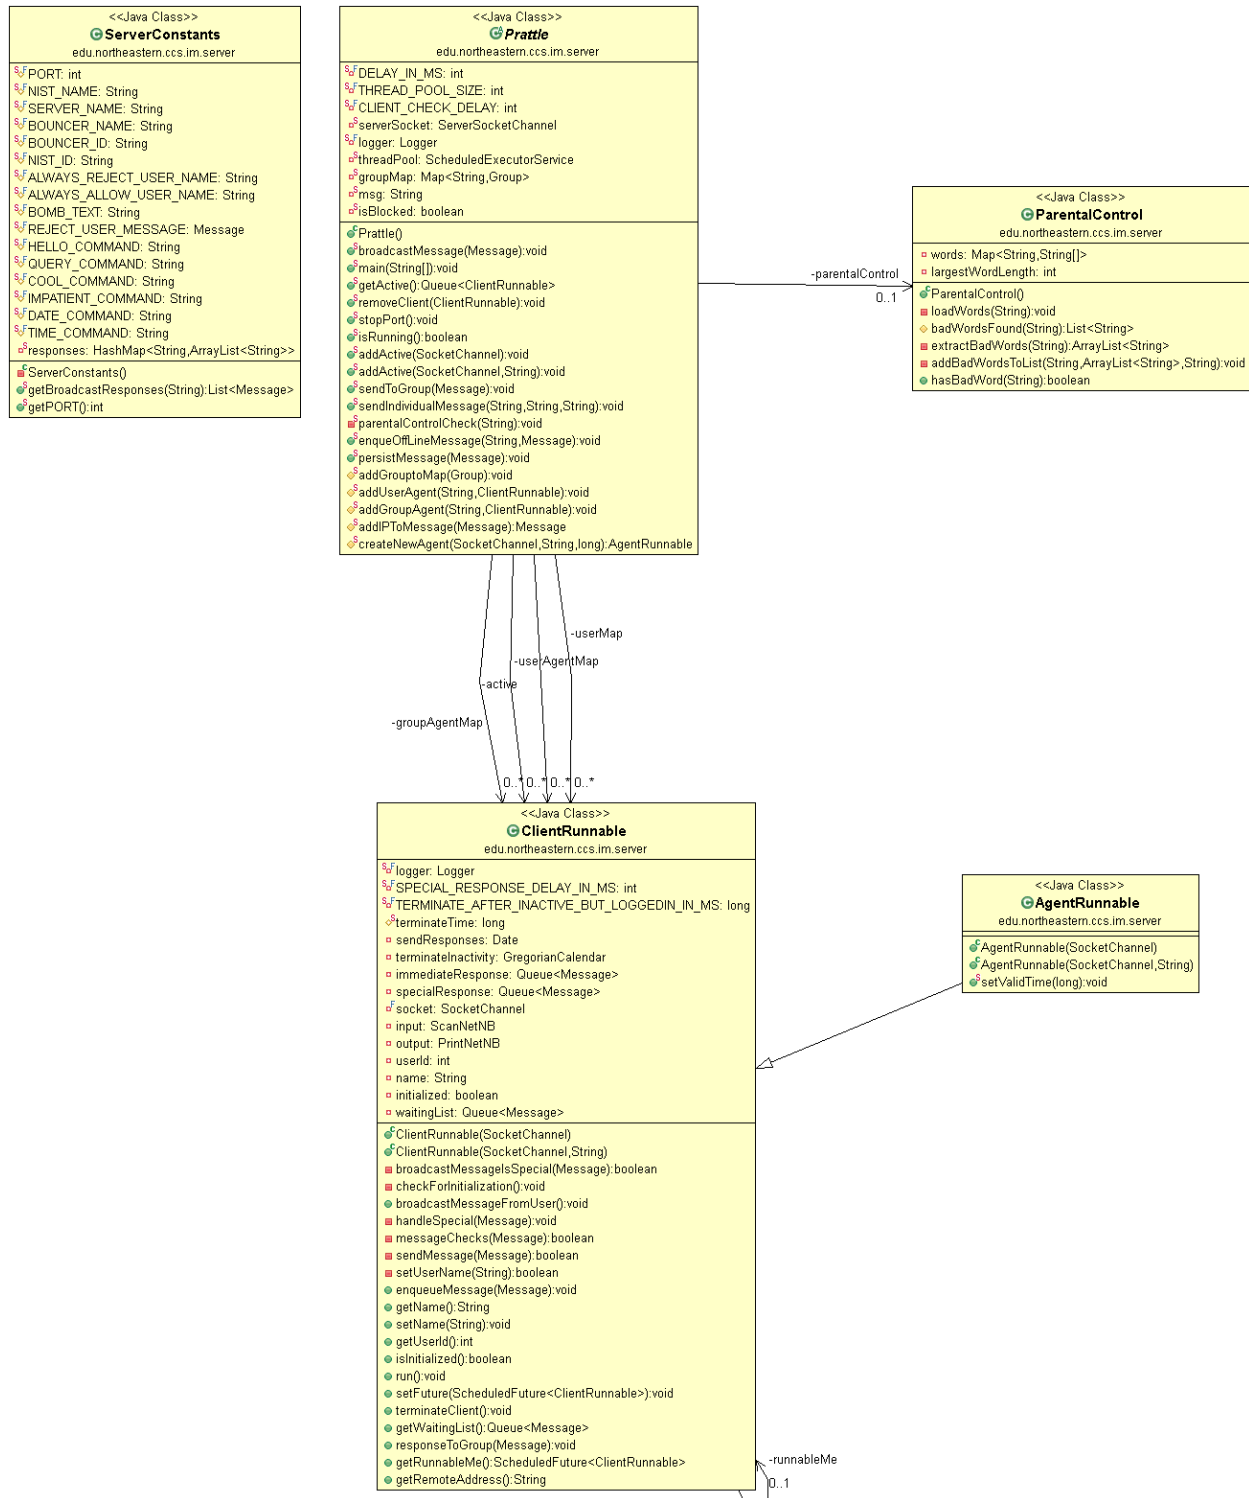 <<Java Class>>
ServerConstants
edu.northeastern.ccs.im.server
PORT: int
NIST_NAME: String
SERVER_NAME: String
BOUNCER_NAME: String
BOUNCER_ID: String
NIST_ID: String
ALWAYS_REJECT_USER_NAME: String
ALWAYS_ALLOW_USER_NAME: String
BOMB_TEXT: String
REJECT_USER_MESSAGE: Message
HELLO_COMMAND: String
QUERY_COMMAND: String
COOL_COMMAND: String
IMPATIENT_COMMAND: String
DATE_COMMAND: String
TIME_COMMAND: String
responses: HashMap<String,ArrayList<String>>
ServerConstants()
getBroadcastResponses(String):List<Message>
getPORT():int
<<Java Class>>
Prattle
edu.northeastern.ccs.im.server
DELAY_IN_MS: int
THREAD_POOL_SIZE: int
CLIENT_CHECK_DELAY: int
serverSocket: ServerSocketChannel
logger: Logger
threadPool: ScheduledExecutorService
groupMap: Map<String,Group>
msg: String
isBlocked: boolean
Prattle()
broadcastMessage(Message):void
main(String[]):void
getActive():Queue<ClientRunnable>
removeClient(ClientRunnable):void
stopPort():void
isRunning():boolean
addActive(SocketChannel):void
addActive(SocketChannel,String):void
sendToGroup(Message):void
sendIndividualMessage(String,String,String):void
parentalControlCheck(String):void
enqueOffLineMessage(String,Message):void
persistMessage(Message):void
addGrouptoMap(Group):void
addUserAgent(String,ClientRunnable):void
addGroupAgent(String,ClientRunnable):void
addIPToMessage(Message):Message
createNewAgent(SocketChannel,String,long):AgentRunnable
-parentalControl
0..1
<<Java Class>>
ParentalControl
edu.northeastern.ccs.im.server
words: Map<String,String[]>
largestWordLength: int
ParentalControl()
loadWords(String):void
badWordsFound(String):List<String>
extractBadWords(String):ArrayList<String>
addBadWordsToList(String,ArrayList<String>,String):void
hasBadWord(String):boolean
-userMap
-userAgentMap
-active
-groupAgentMap
0..* 0..* 0..* 0..*
<<Java Class>>
ClientRunnable
edu.northeastern.ccs.im.server
logger: Logger
SPECIAL_RESPONSE_DELAY_IN_MS: int
TERMINATE_AFTER_INACTIVE_BUT_LOGGEDIN_IN_MS: long
terminateTime: long
sendResponses: Date
terminateInactivity: GregorianCalendar
immediateResponse: Queue<Message>
specialResponse: Queue<Message>
socket: SocketChannel
input: ScanNetNB
output: PrintNetNB
userId: int
name: String
initialized: boolean
waitingList: Queue<Message>
ClientRunnable(SocketChannel)
ClientRunnable(SocketChannel,String)
broadcastMessageIsSpecial(Message):boolean
checkForInitialization():void
broadcastMessageFromUser():void
handleSpecial(Message):void
messageChecks(Message):boolean
sendMessage(Message):boolean
setUserName(String):boolean
enqueueMessage(Message):void
getName():String
setName(String):void
getUserId():int
isInitialized():boolean
run():void
setFuture(ScheduledFuture<ClientRunnable>):void
terminateClient():void
getWaitingList():Queue<Message>
responseToGroup(Message):void
getRunnableMe():ScheduledFuture<ClientRunnable>
getRemoteAddress():String
-runnableMe
0..1
<<Java Class>>
AgentRunnable
edu.northeastern.ccs.im.server
AgentRunnable(SocketChannel)
AgentRunnable(SocketChannel,String)
setValidTime(long):void